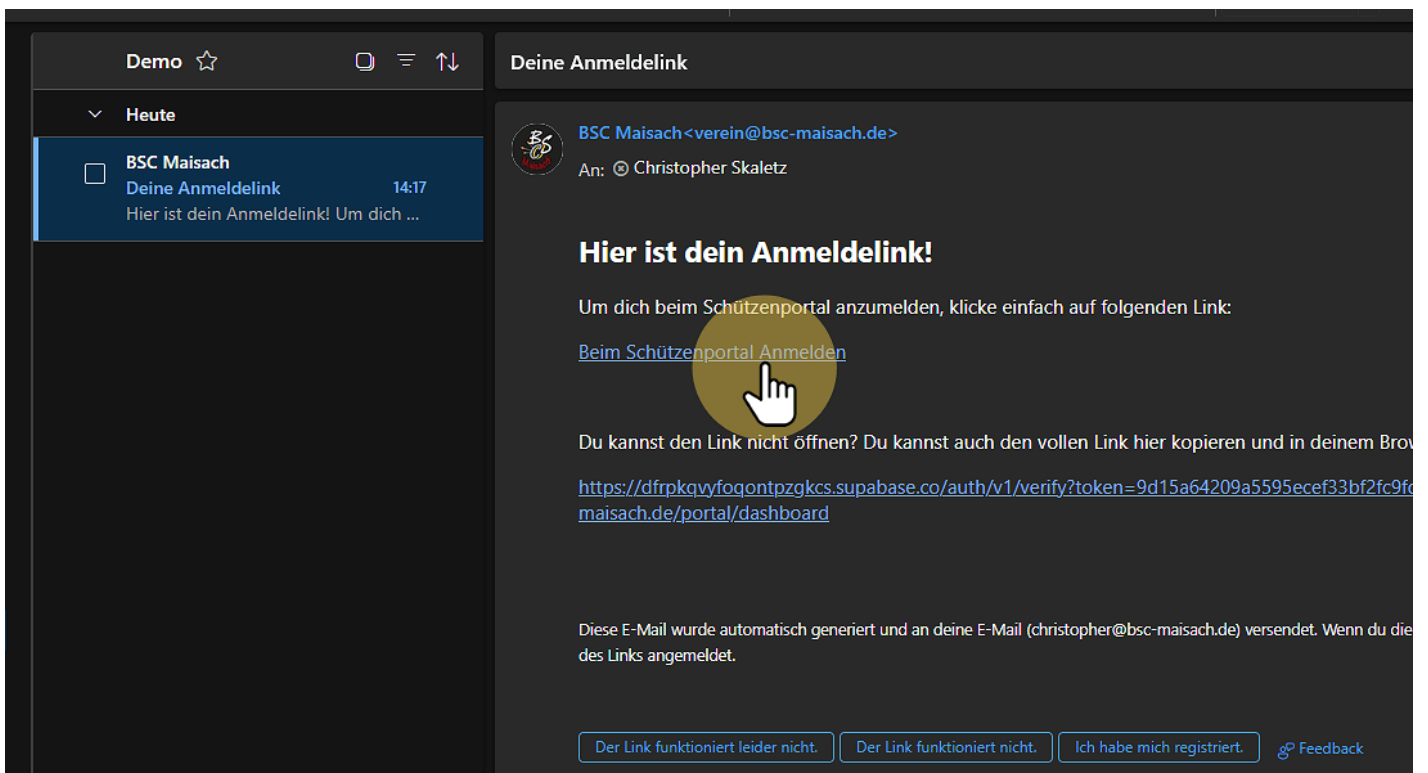 Demo
Heute
BSC Maisach
Deine Anmeldelink 14:17
Hier ist dein Anmeldelink! Um dich ...
Deine Anmeldelink
BSC Maisach<verein@bsc-maisach.de>
An: Christopher Skaletz
Hier ist dein Anmeldelink!
Um dich beim Schützenportal anzumelden, klicke einfach auf folgenden Link:
Beim Schützenportal Anmelden
Du kannst den Link nicht öffnen? Du kannst auch den vollen Link hier kopieren und in deinem
https://dfrpkqvyfoqontpzgkcs.supabase.co/auth/v1/verify?token=9d15a64209a5595ecef33bf2fc9f
maisach.de/portal/dashboard
Diese E-Mail wurde automatisch generiert und an deine E-Mail (christopher@bsc-maisach.de) versendet. Wenn du die
des Links angemeldet.
Der Link funktioniert leider nicht. Der Link funktioniert nicht. Ich habe mich registriert. Feedback